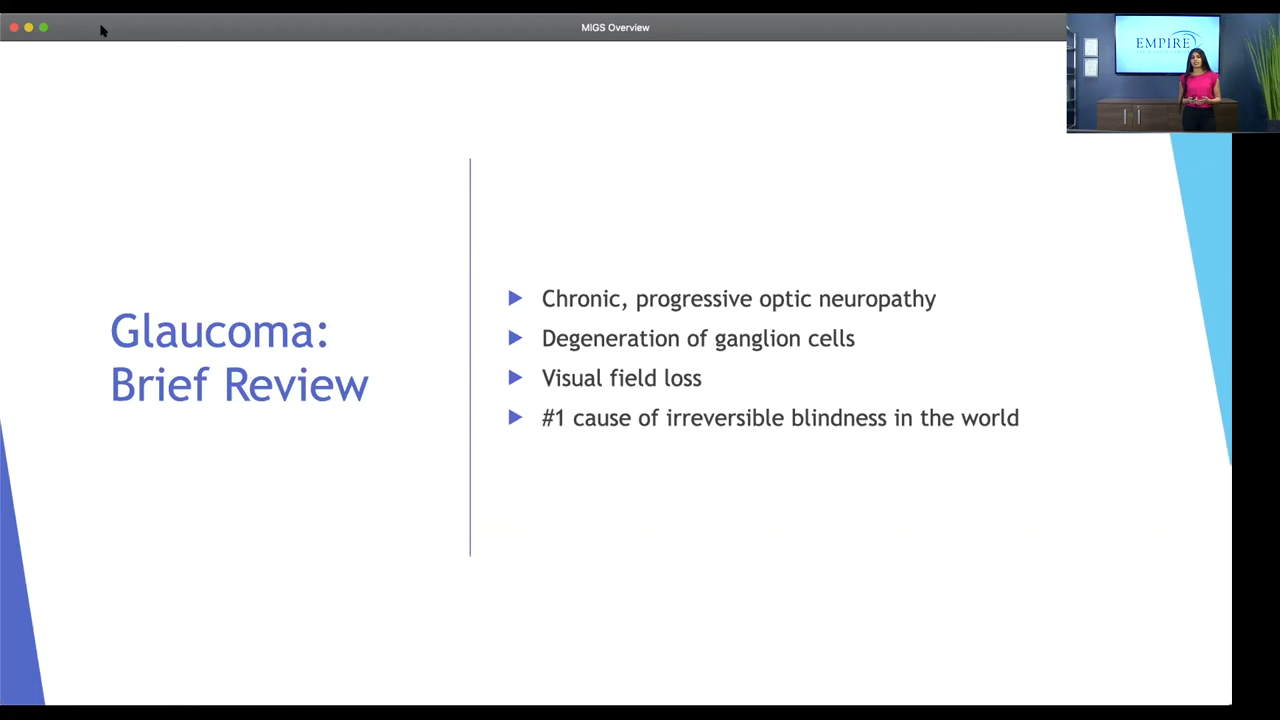 MIGS Overview
EMPIRE
Glaucoma:
Brief Review
Chronic, progressive optic neuropathy
Degeneration of ganglion cells
Visual field loss
#1 cause of irreversible blindness in the world